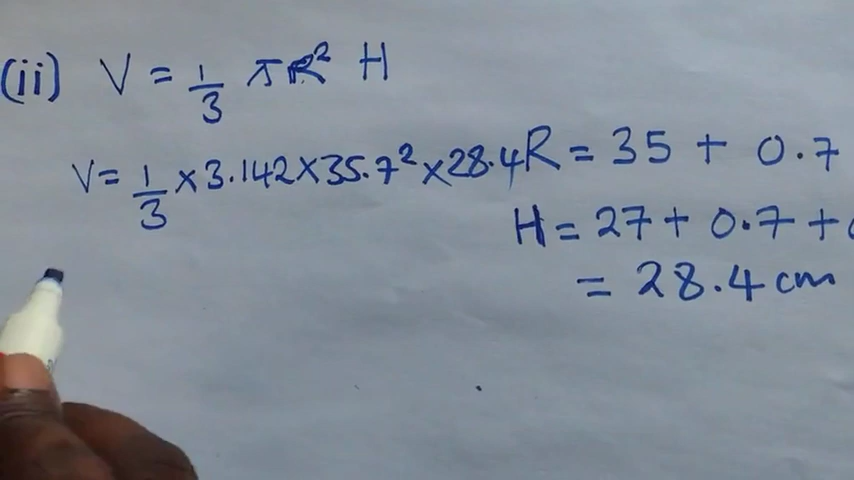 (ii) V = 1/3 πR² H
V = 1/3 × 3.142 × 35.7² × 28.4
R = 35 + 0.7
H = 27 + 0.7 +
= 28.4 cm